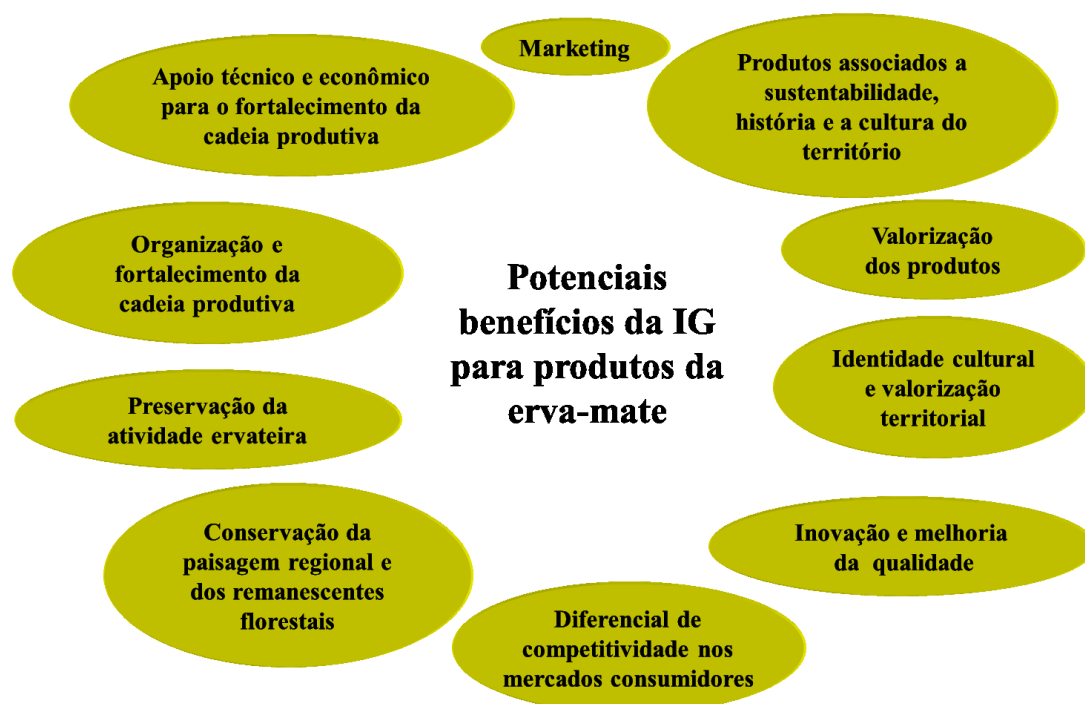 Marketing
Apoio técnico e econômico
para o fortalecimento da
cadeia produtiva
Produtos associados a
sustentabilidade,
história e a cultura do
território
Organização e
fortalecimento da
cadeia produtiva
Valorização
dos produtos
Potenciais
benefícios da IG
para produtos da
erva-mate
Identidade cultural
e valorização
territorial
Preservação da
atividade ervateira
Inovação e melhoria
da qualidade
Conservação da
paisagem regional e
dos remanescentes
florestais
Diferencial de
competitividade nos
mercados consumidores